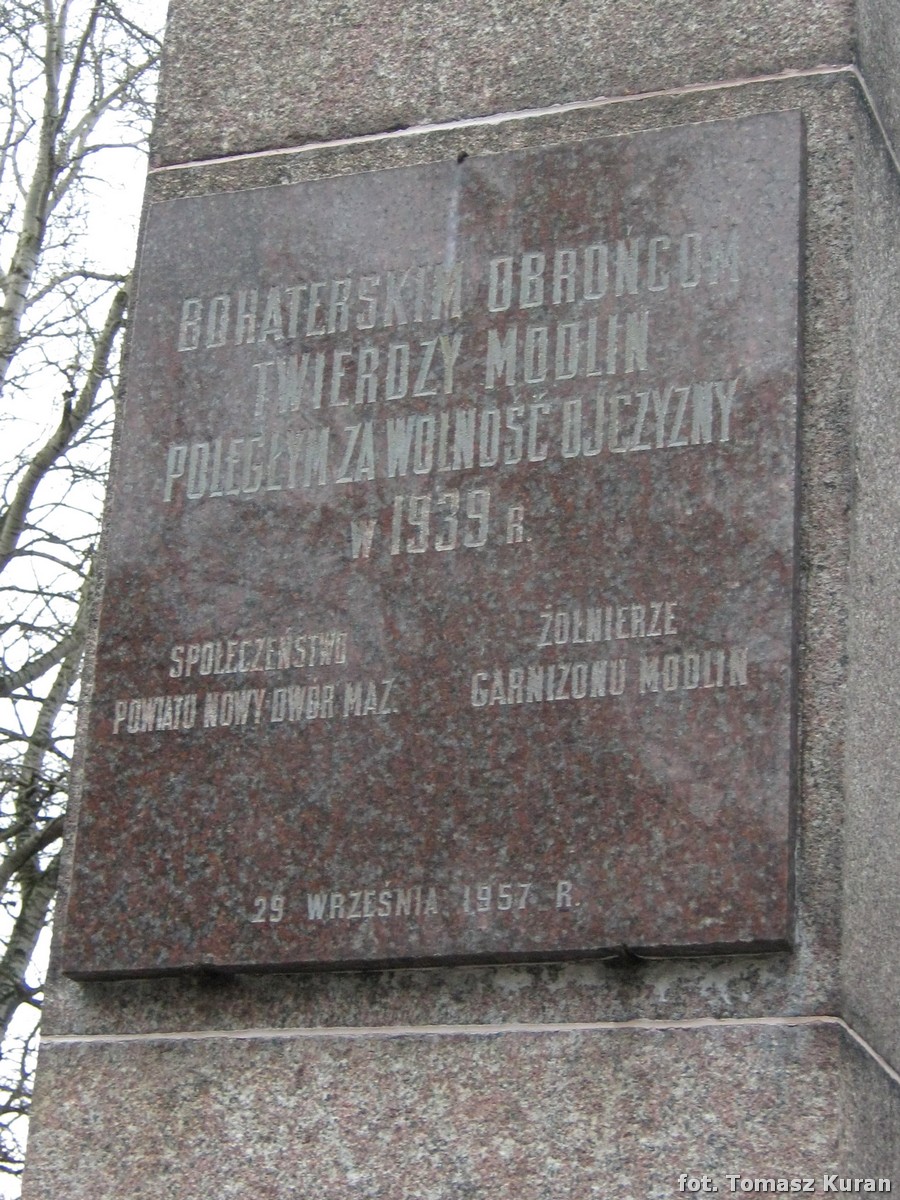 BOHATERSKIM OBROŃCOM
TWIERDZY MODLIN
POLEGŁYM ZA WOLNOŚĆ OJCZYZNY
W 1939 R.
SPOŁECZEŃSTWO
POWIATU NOWY DWÓR MAZ.
ŻOŁNIERZE
GARNIZONU MODLIN
29 WRZEŚNIA 1957 R.
fot. Tomasz Kuran